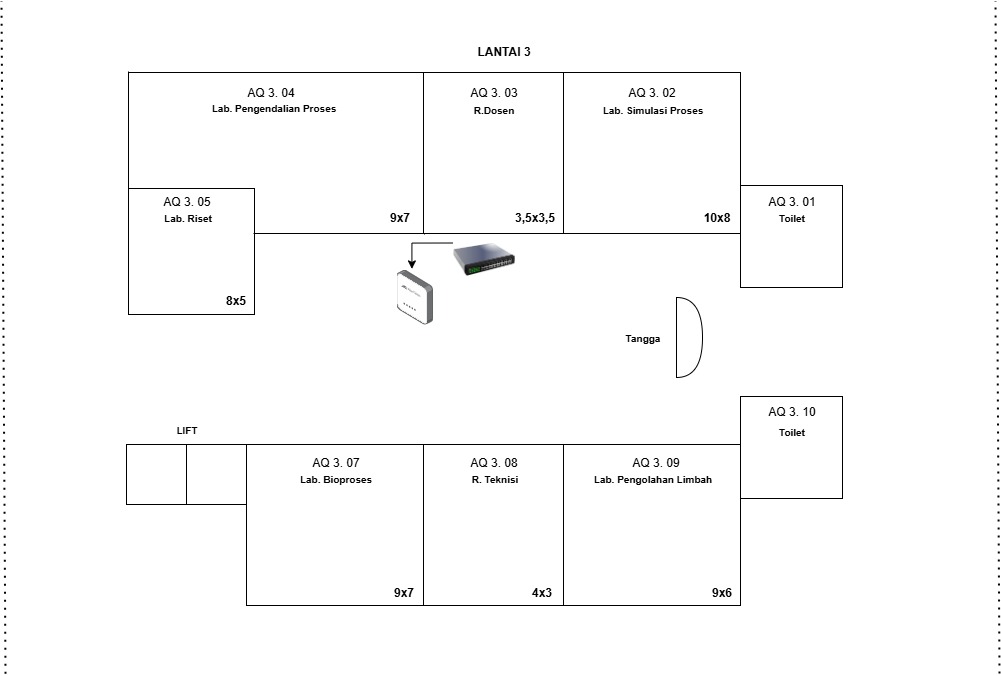 LANTAI 3
AQ 3. 04
Lab. Pengendalian Proses
9x7
AQ 3. 03
R.Dosen
3,5x3,5
AQ 3. 02
Lab. Simulasi Proses
10x8
AQ 3. 05
Lab. Riset
8x5
AQ 3. 01
Toilet
Tangga
LIFT
AQ 3. 07
Lab. Bioproses
9x7
AQ 3. 08
R. Teknisi
4x3
AQ 3. 09
Lab. Pengolahan Limbah
9x6
AQ 3. 10
Toilet